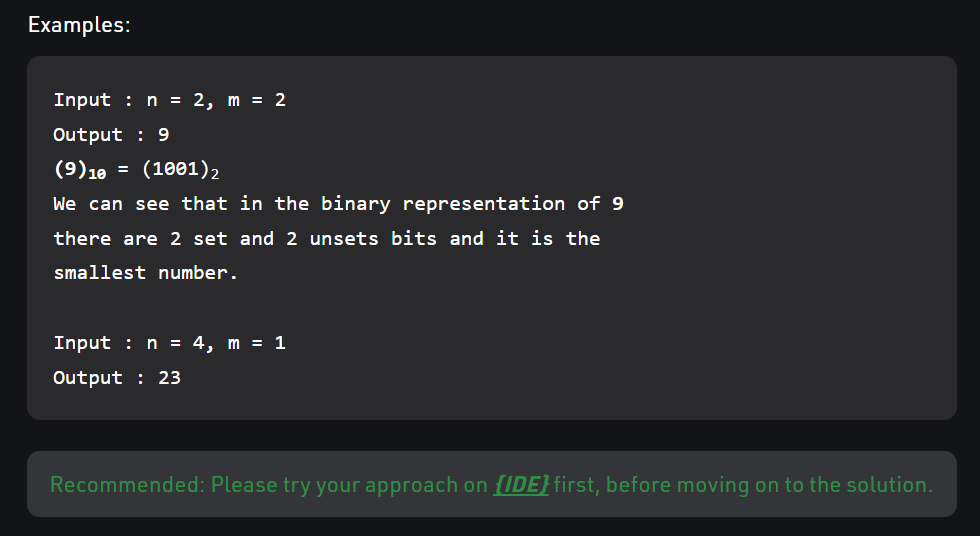 Examples:
Input : n = 2, m = 2
Output : 9
(9)₁₀ = (1001)₂
We can see that in the binary representation of 9
there are 2 set and 2 unsets bits and it is the
smallest number.
Input : n = 4, m = 1
Output : 23
Recommended: Please try your approach on {IDE} first, before moving on to the solution.